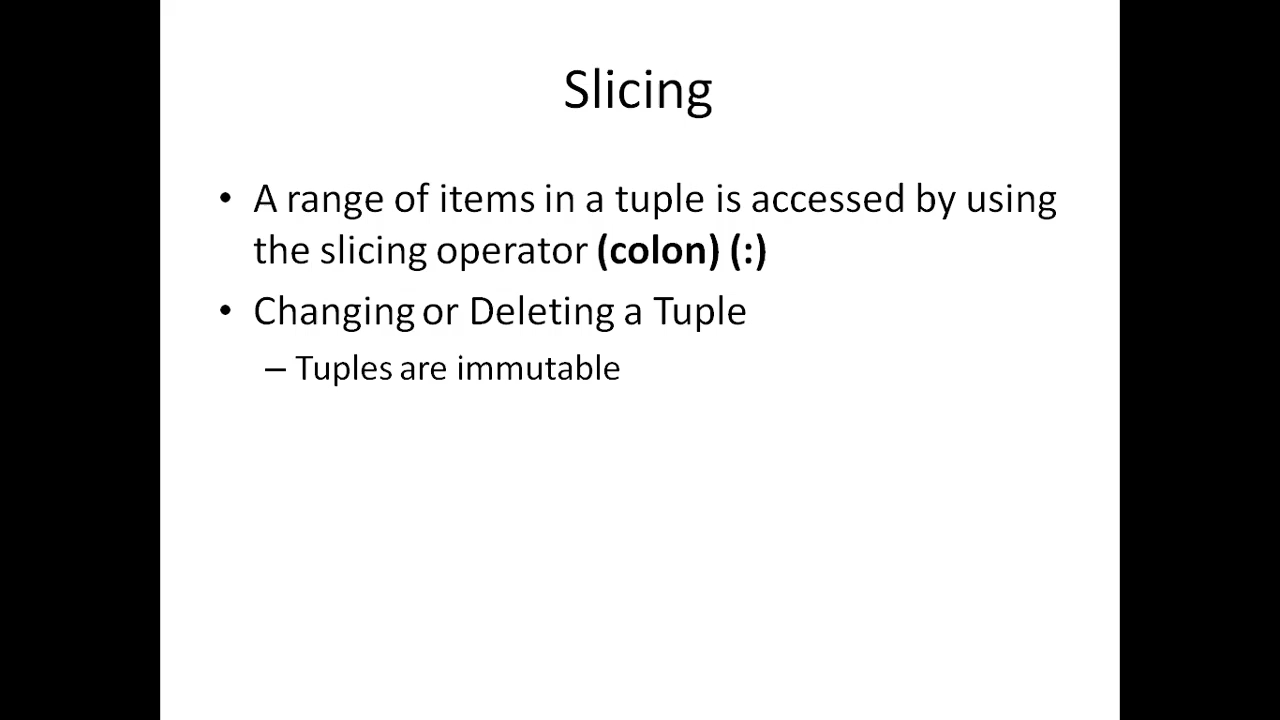 Slicing
• A range of items in a tuple is accessed by using
the slicing operator (colon) (:)
• Changing or Deleting a Tuple
– Tuples are immutable